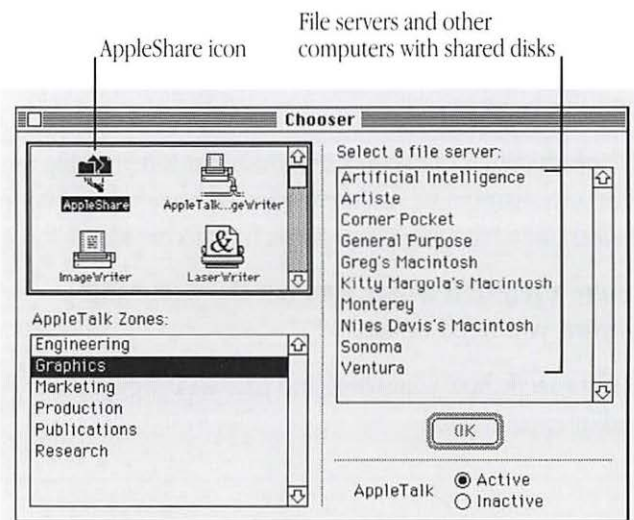 AppleShare icon
File servers and other
computers with shared disks
Chooser
AppleShare
AppleTalk...geWriter
ImageWriter
&
LaserWriter
AppleTalk Zones:
Engineering
Graphics
Marketing
Production
Publications
Research
Select a file server:
Artificial Intelligence
Artiste
Corner Pocket
General Purpose
Greg's Macintosh
Kitty Margola's Macintosh
Monterey
Niles Davis's Macintosh
Sonoma
Ventura
OK
AppleTalk
Active
Inactive